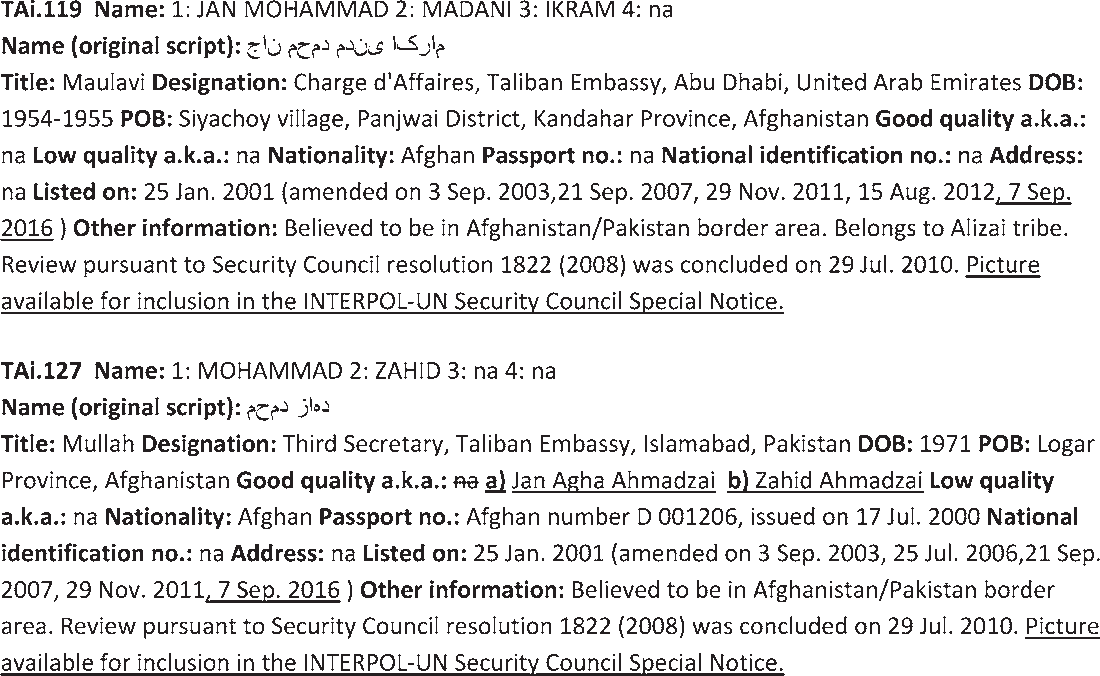 TAi.119 Name: 1: JAN MOHAMMAD 2: MADANI 3: IKRAM 4: na
Name (original script): جان محمد مدنی اکرام
Title: Maulavi Designation: Charge d'Affaires, Taliban Embassy, Abu Dhabi, United Arab Emirates DOB:
1954-1955 POB: Siyachoy village, Panjwai District, Kandahar Province, Afghanistan Good quality a.k.a.:
na Low quality a.k.a.: na Nationality: Afghan Passport no.: na National identification no.: na Address:
na Listed on: 25 Jan. 2001 (amended on 3 Sep. 2003,21 Sep. 2007, 29 Nov. 2011, 15 Aug. 2012, 7 Sep.
2016 ) Other information: Believed to be in Afghanistan/Pakistan border area. Belongs to Alizai tribe.
Review pursuant to Security Council resolution 1822 (2008) was concluded on 29 Jul. 2010. Picture
available for inclusion in the INTERPOL-UN Security Council Special Notice.
TAi.127 Name: 1: MOHAMMAD 2: ZAHID 3: na 4: na
Name (original script): محمد زاهد
Title: Mullah Designation: Third Secretary, Taliban Embassy, Islamabad, Pakistan DOB: 1971 POB: Logar
Province, Afghanistan Good quality a.k.a.: na a) Jan Agha Ahmadzai b) Zahid Ahmadzai Low quality
a.k.a.: na Nationality: Afghan Passport no.: Afghan number D 001206, issued on 17 Jul. 2000 National
identification no.: na Address: na Listed on: 25 Jan. 2001 (amended on 3 Sep. 2003, 25 Jul. 2006,21 Sep.
2007, 29 Nov. 2011, 7 Sep. 2016 ) Other information: Believed to be in Afghanistan/Pakistan border
area. Review pursuant to Security Council resolution 1822 (2008) was concluded on 29 Jul. 2010. Picture
available for inclusion in the INTERPOL-UN Security Council Special Notice.